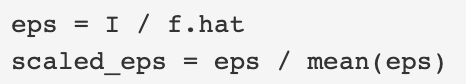 eps = I / f.hat
scaled_eps = eps / mean(eps)